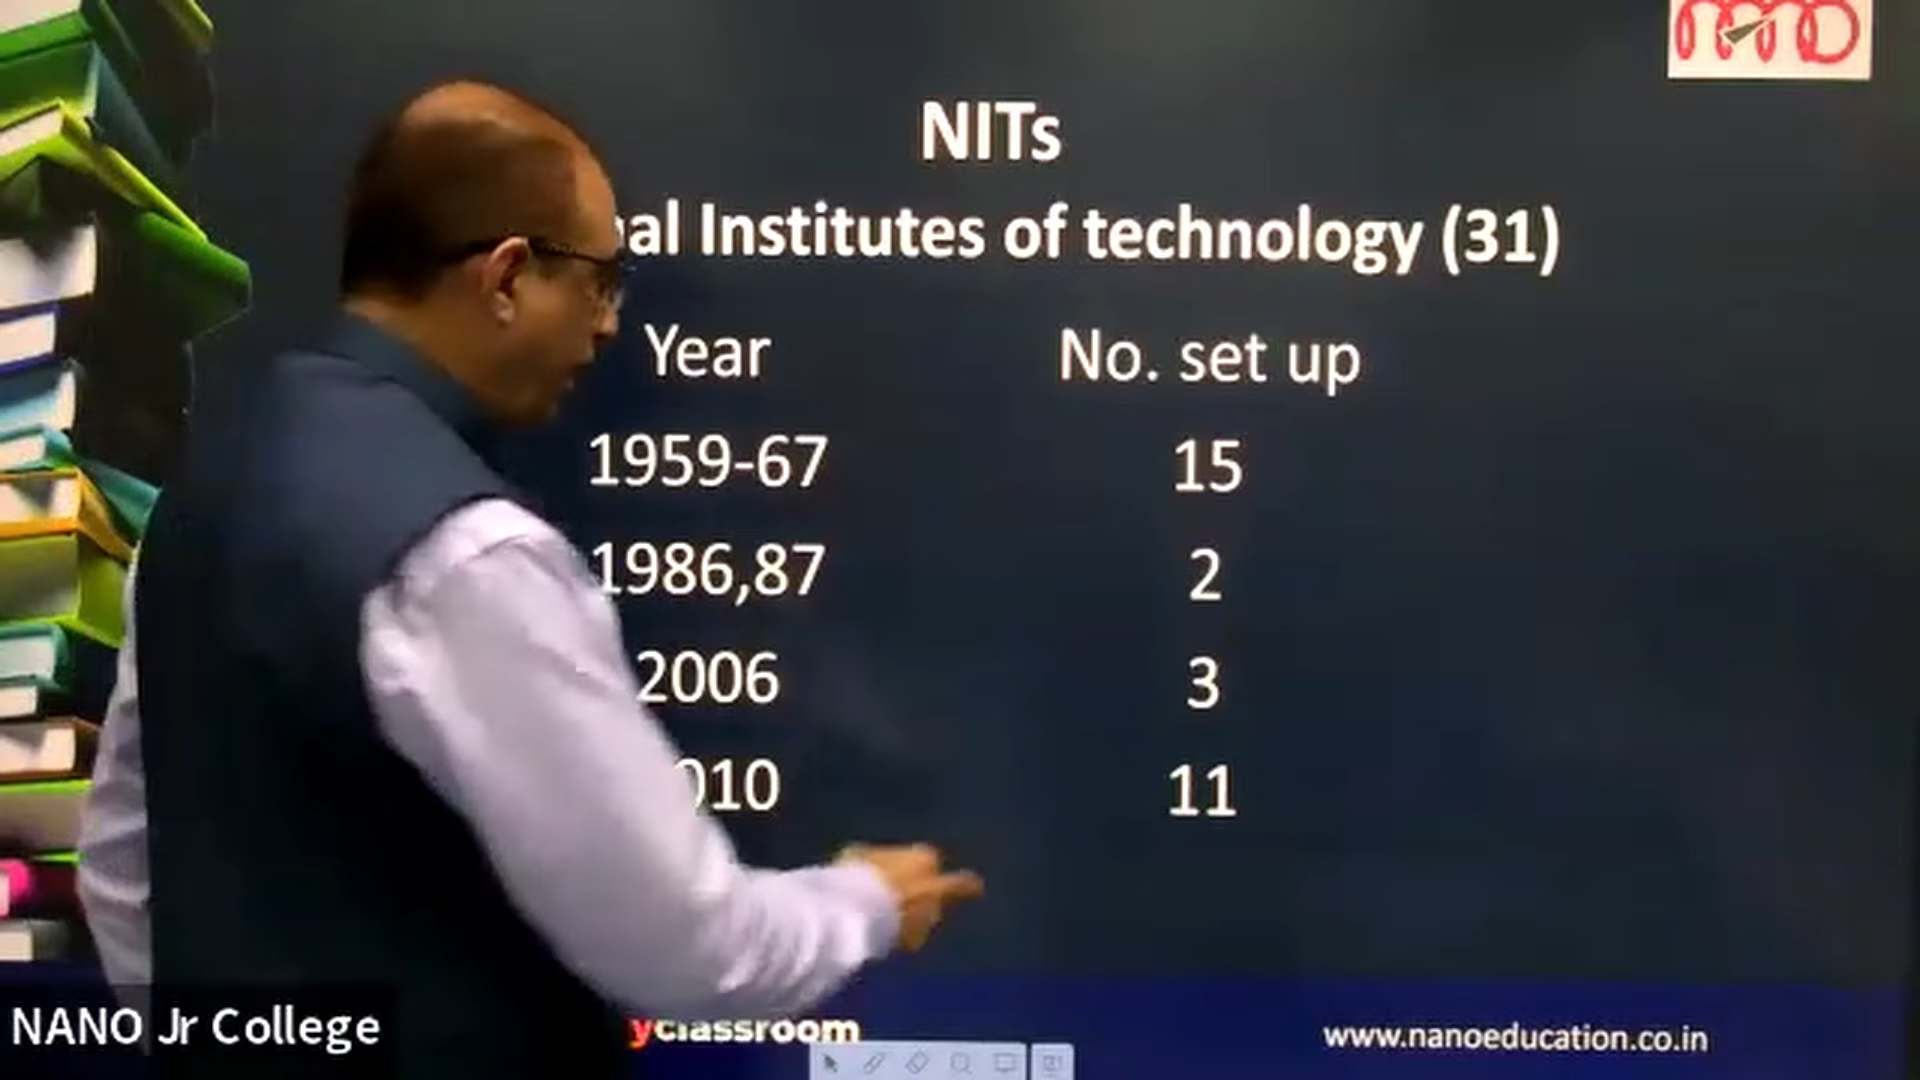 NITs
nal Institutes of technology (31)
Year No. set up
1959-67 15
1986,87 2
2006 3
010 11
NANO Jr College
yclassroom
www.nanoeducation.co.in